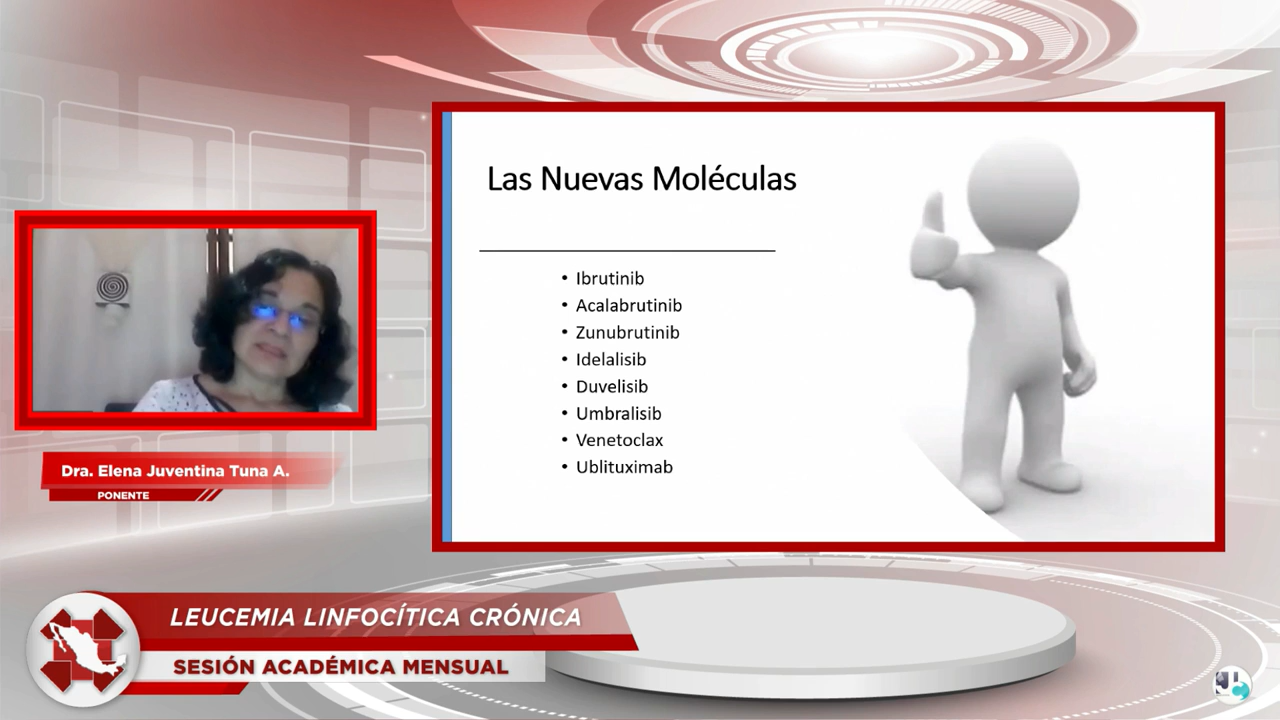 Las Nuevas Moléculas
• Ibrutinib
• Acalabrutinib
• Zunubrutinib
• Idelalisib
• Duvelisib
• Umbralisib
• Venetoclax
• Ublituximab
Dra. Elena Juventina Tuna A.
PONENTE
LEUCEMIA LINFOCÍTICA CRÓNICA
SESIÓN ACADÉMICA MENSUAL